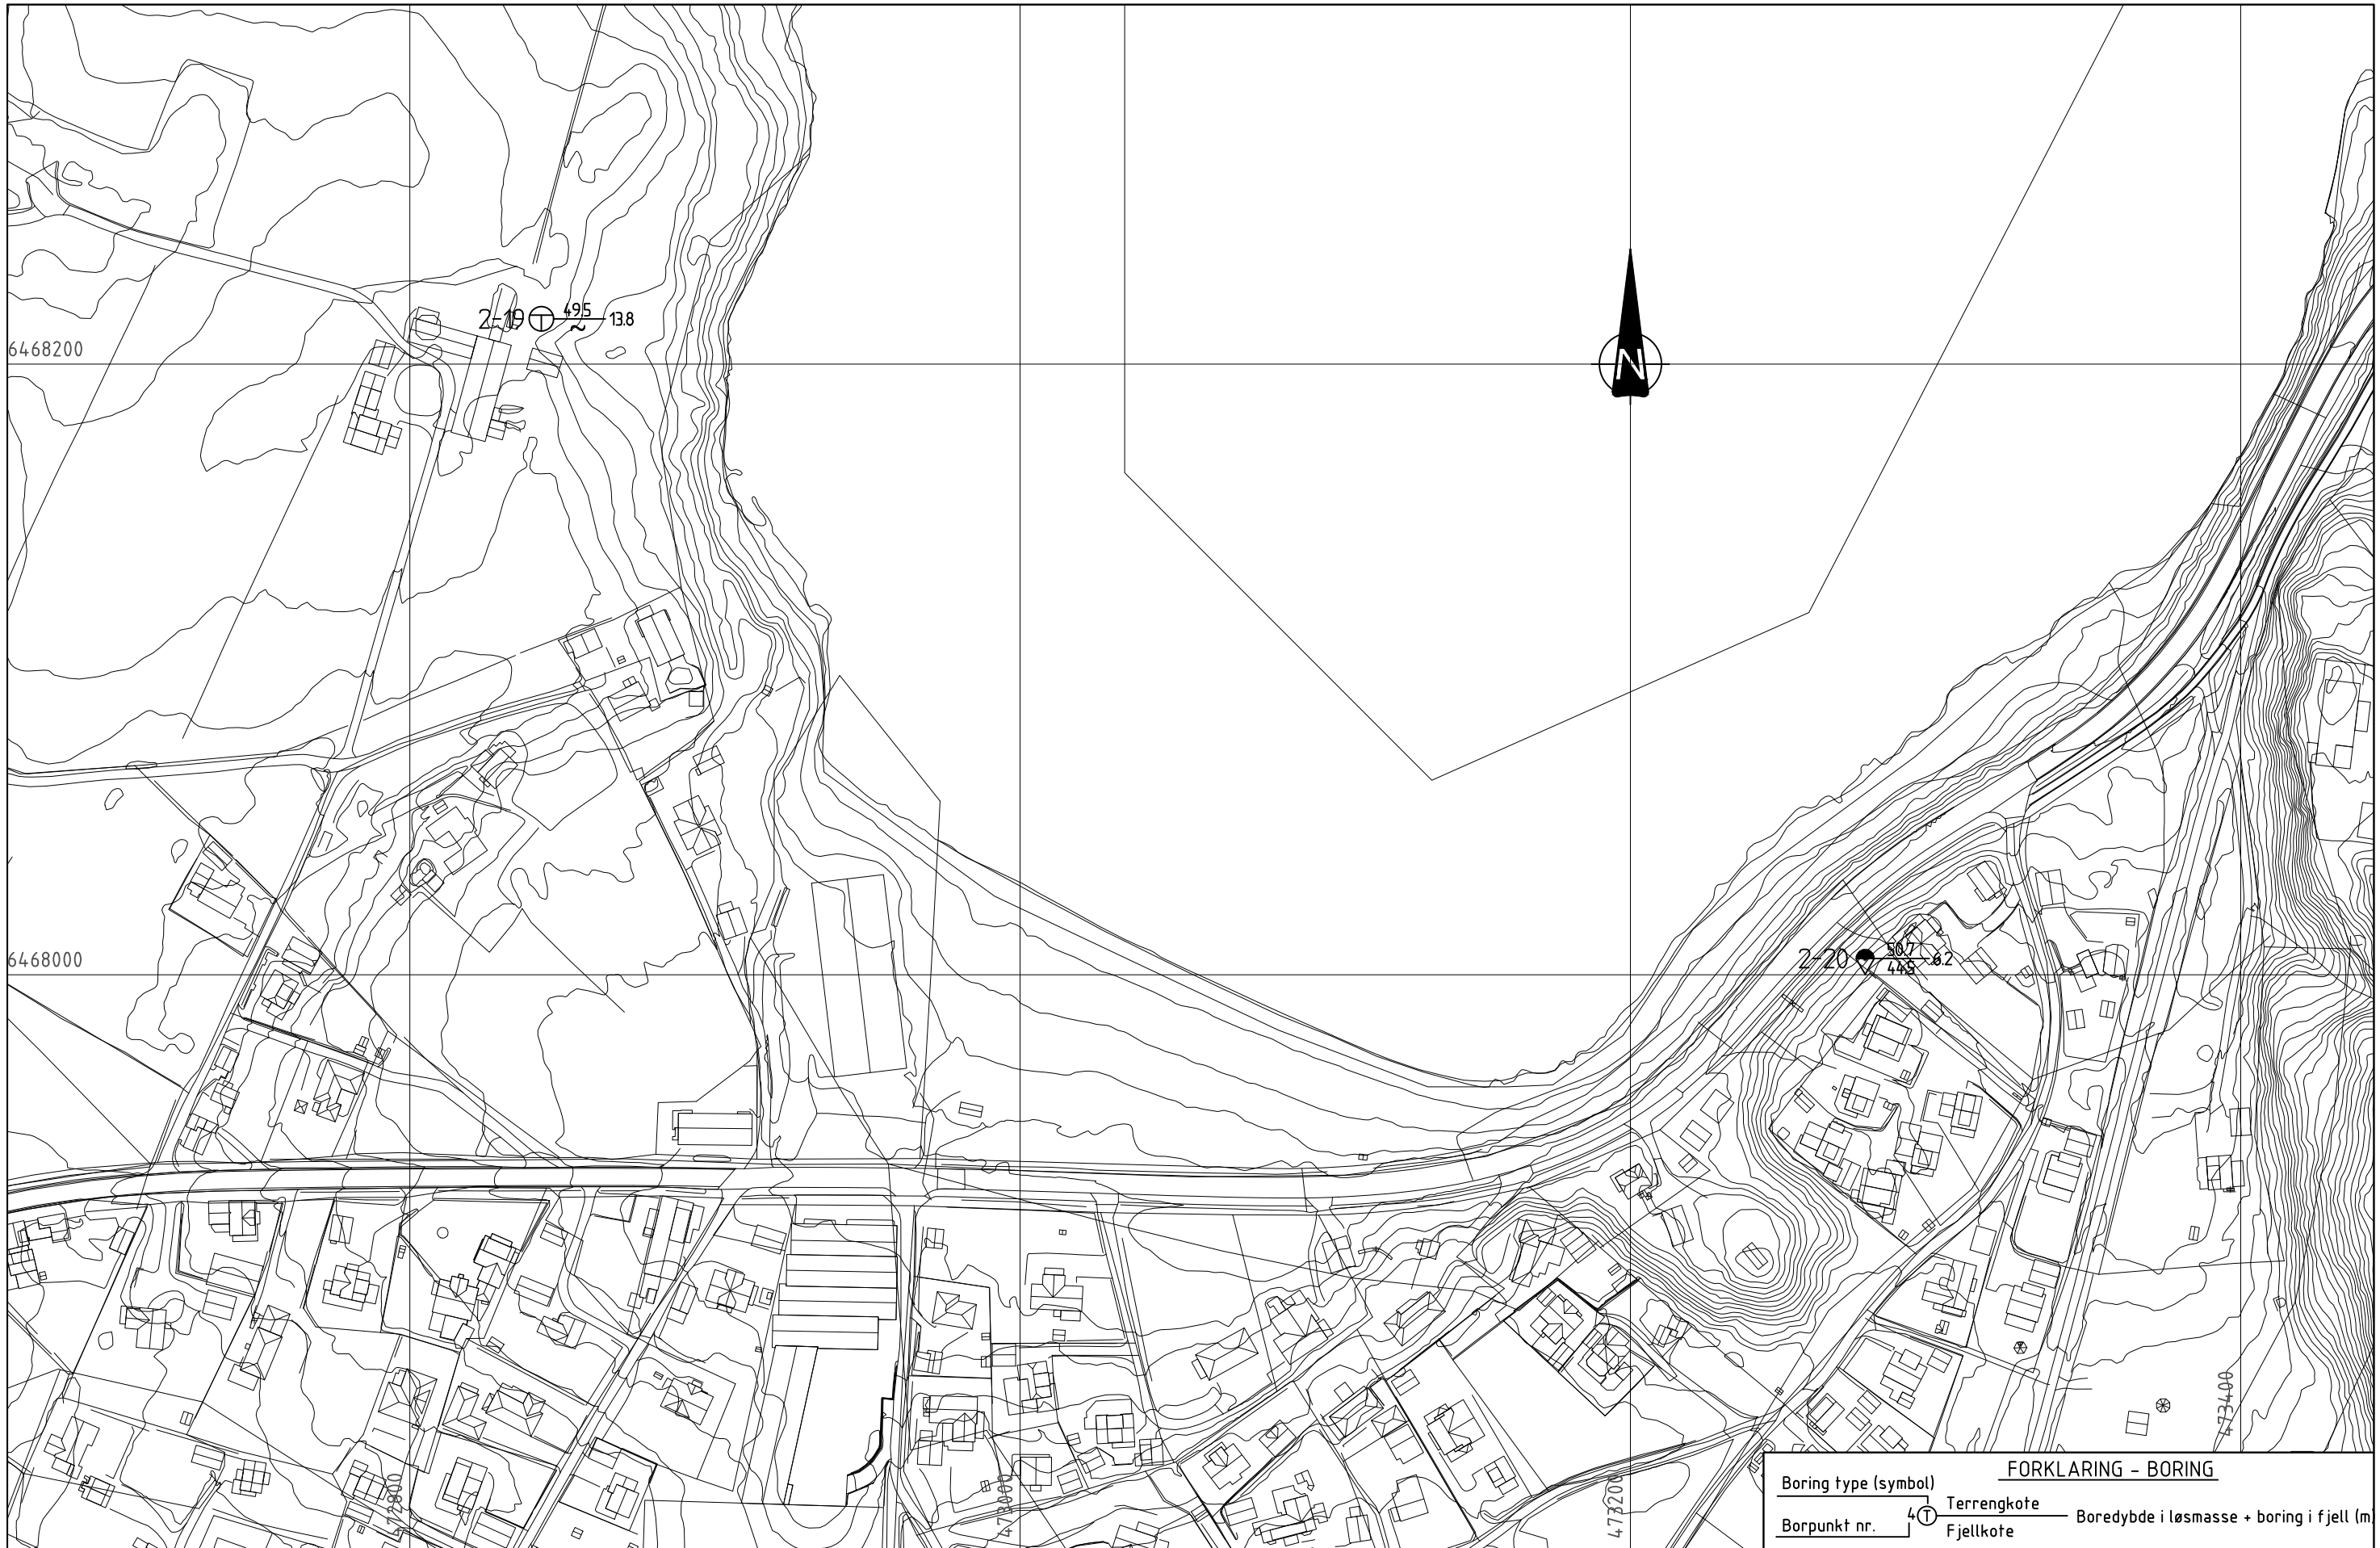 2-19 49.5 13.8
~
6468200
N
6468000
2-20 50.7 6.2
44.5
473400
472800
473000
473200
FORKLARING - BORING
Boring type (symbol)
Terrengkote
4 T Boredybde i løsmasse + boring i fjell (m
Borpunkt nr.
Fjellkote